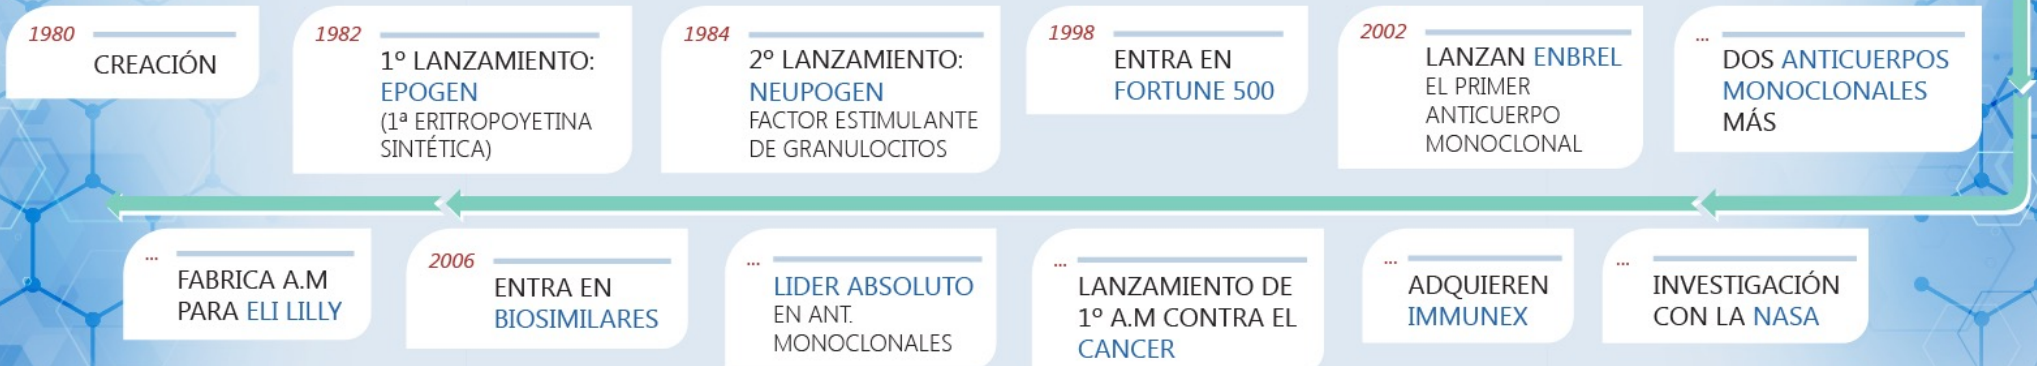 1980
CREACIÓN
1982
1º LANZAMIENTO:
EPOGEN
(1ª ERITROPOYETINA
SINTÉTICA)
1984
2º LANZAMIENTO:
NEUPOGEN
FACTOR ESTIMULANTE
DE GRANULOCITOS
1998
ENTRA EN
FORTUNE 500
2002
LANZAN ENBREL
EL PRIMER
ANTICUERPO
MONOCLONAL
...
DOS ANTICUERPOS
MONOCLONALES
MÁS
...
INVESTIGACIÓN
CON LA NASA
...
ADQUIEREN
IMMUNEX
...
LANZAMIENTO DE
1º A.M CONTRA EL
CANCER
...
LIDER ABSOLUTO
EN ANT.
MONOCLONALES
2006
ENTRA EN
BIOSIMILARES
...
FABRICA A.M
PARA ELI LILLY